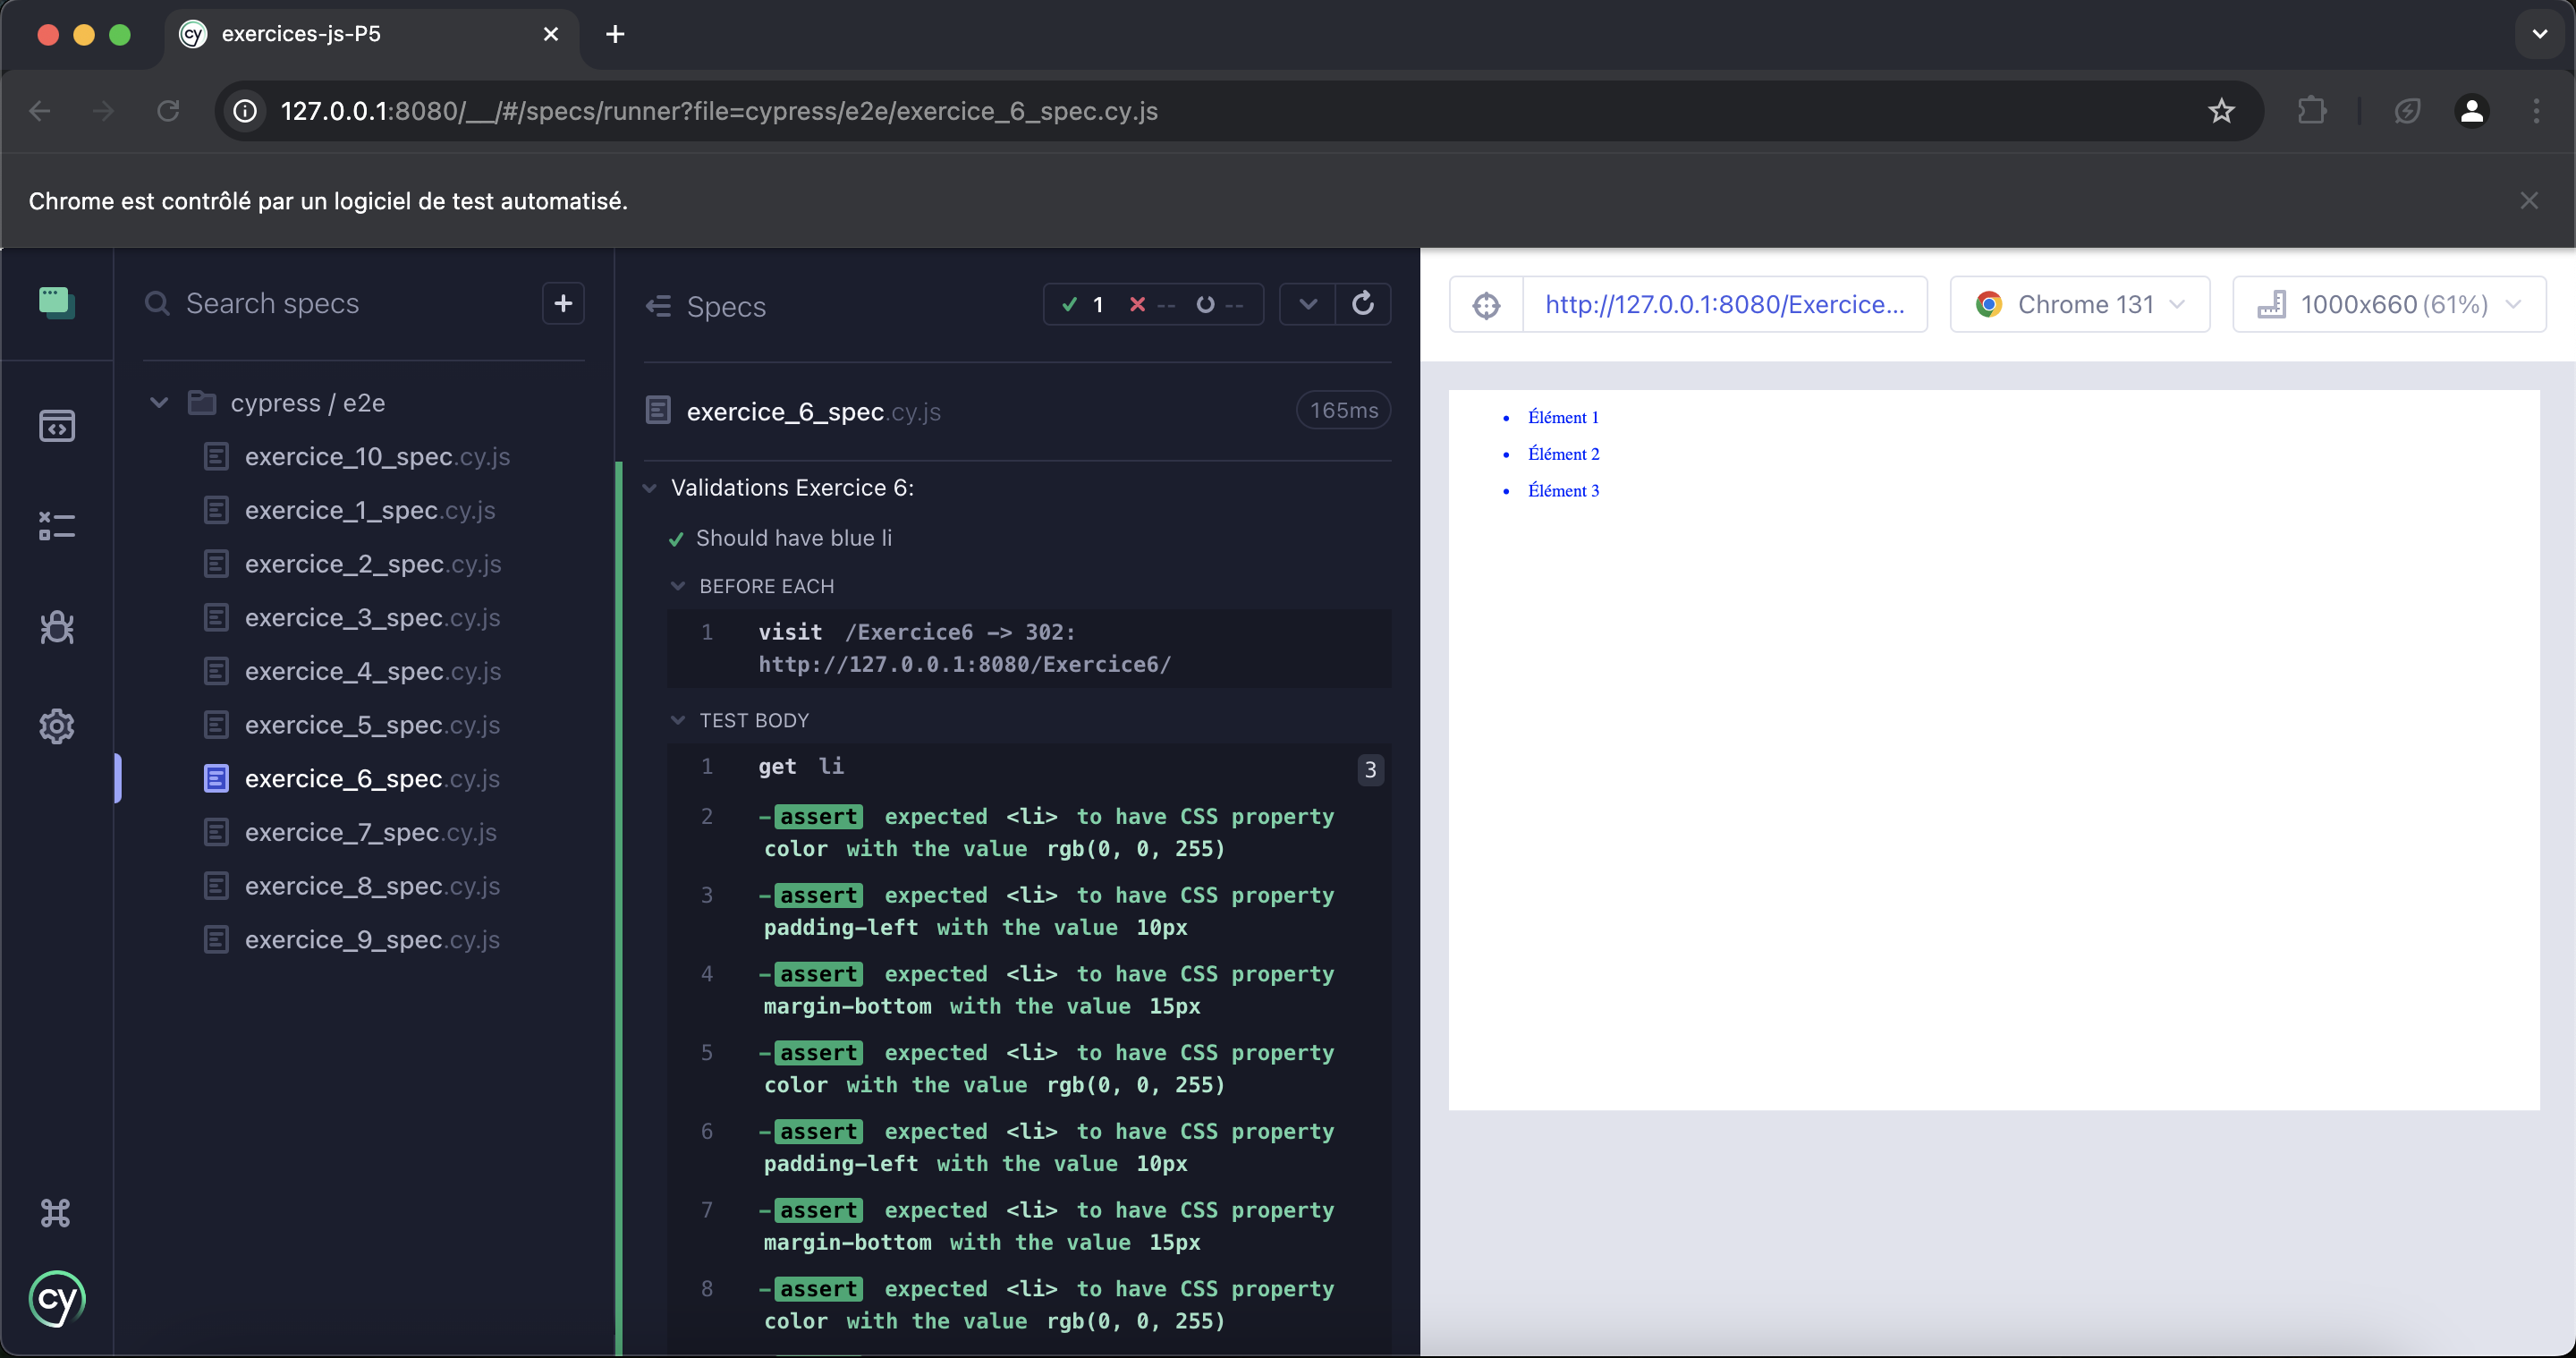 exercices-js-P5
127.0.0.1:8080/__/#/specs/runner?file=cypress/e2e/exercice_6_spec.cy.js
Chrome est contrôlé par un logiciel de test automatisé.
Search specs
cypress / e2e
exercice_10_spec.cy.js
exercice_1_spec.cy.js
exercice_2_spec.cy.js
exercice_3_spec.cy.js
exercice_4_spec.cy.js
exercice_5_spec.cy.js
exercice_6_spec.cy.js
exercice_7_spec.cy.js
exercice_8_spec.cy.js
exercice_9_spec.cy.js
cy
Specs
1 -- --
exercice_6_spec.cy.js 165ms
Validations Exercice 6:
Should have blue li
BEFORE EACH
1 visit /Exercice6 -> 302:
http://127.0.0.1:8080/Exercice6/
TEST BODY
1 get li 3
2 -assert expected <li> to have CSS property
color with the value rgb(0, 0, 255)
3 -assert expected <li> to have CSS property
padding-left with the value 10px
4 -assert expected <li> to have CSS property
margin-bottom with the value 15px
5 -assert expected <li> to have CSS property
color with the value rgb(0, 0, 255)
6 -assert expected <li> to have CSS property
padding-left with the value 10px
7 -assert expected <li> to have CSS property
margin-bottom with the value 15px
8 -assert expected <li> to have CSS property
color with the value rgb(0, 0, 255)
http://127.0.0.1:8080/Exercice...
Chrome 131
1000x660 (61%)
• Élément 1
• Élément 2
• Élément 3